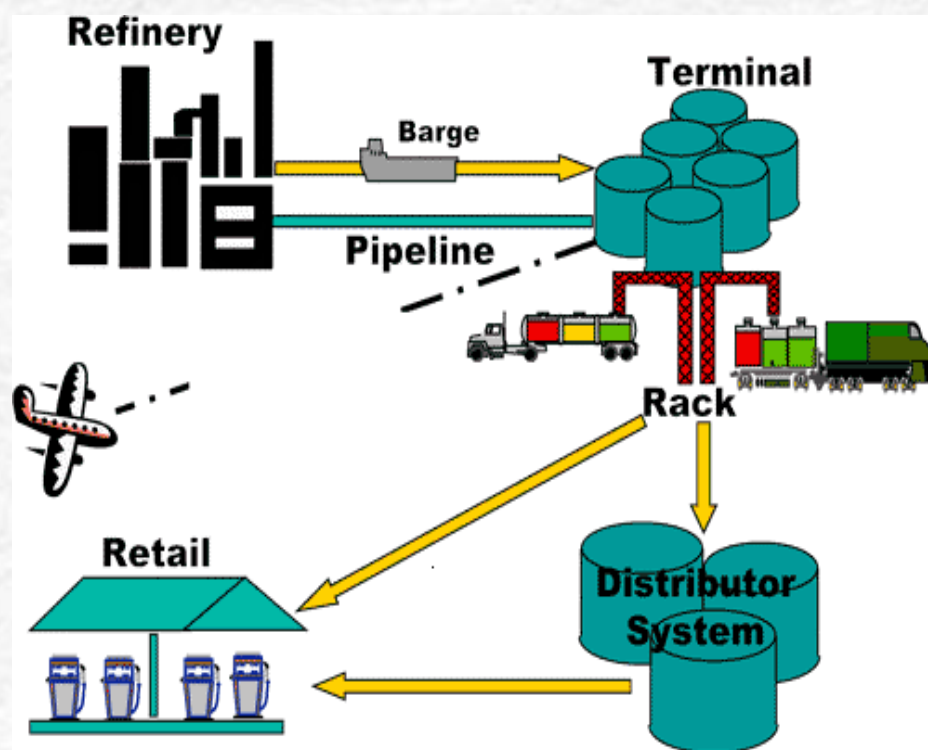 Refinery
Terminal
Barge
Pipeline
Rack
Retail
Distributor
System